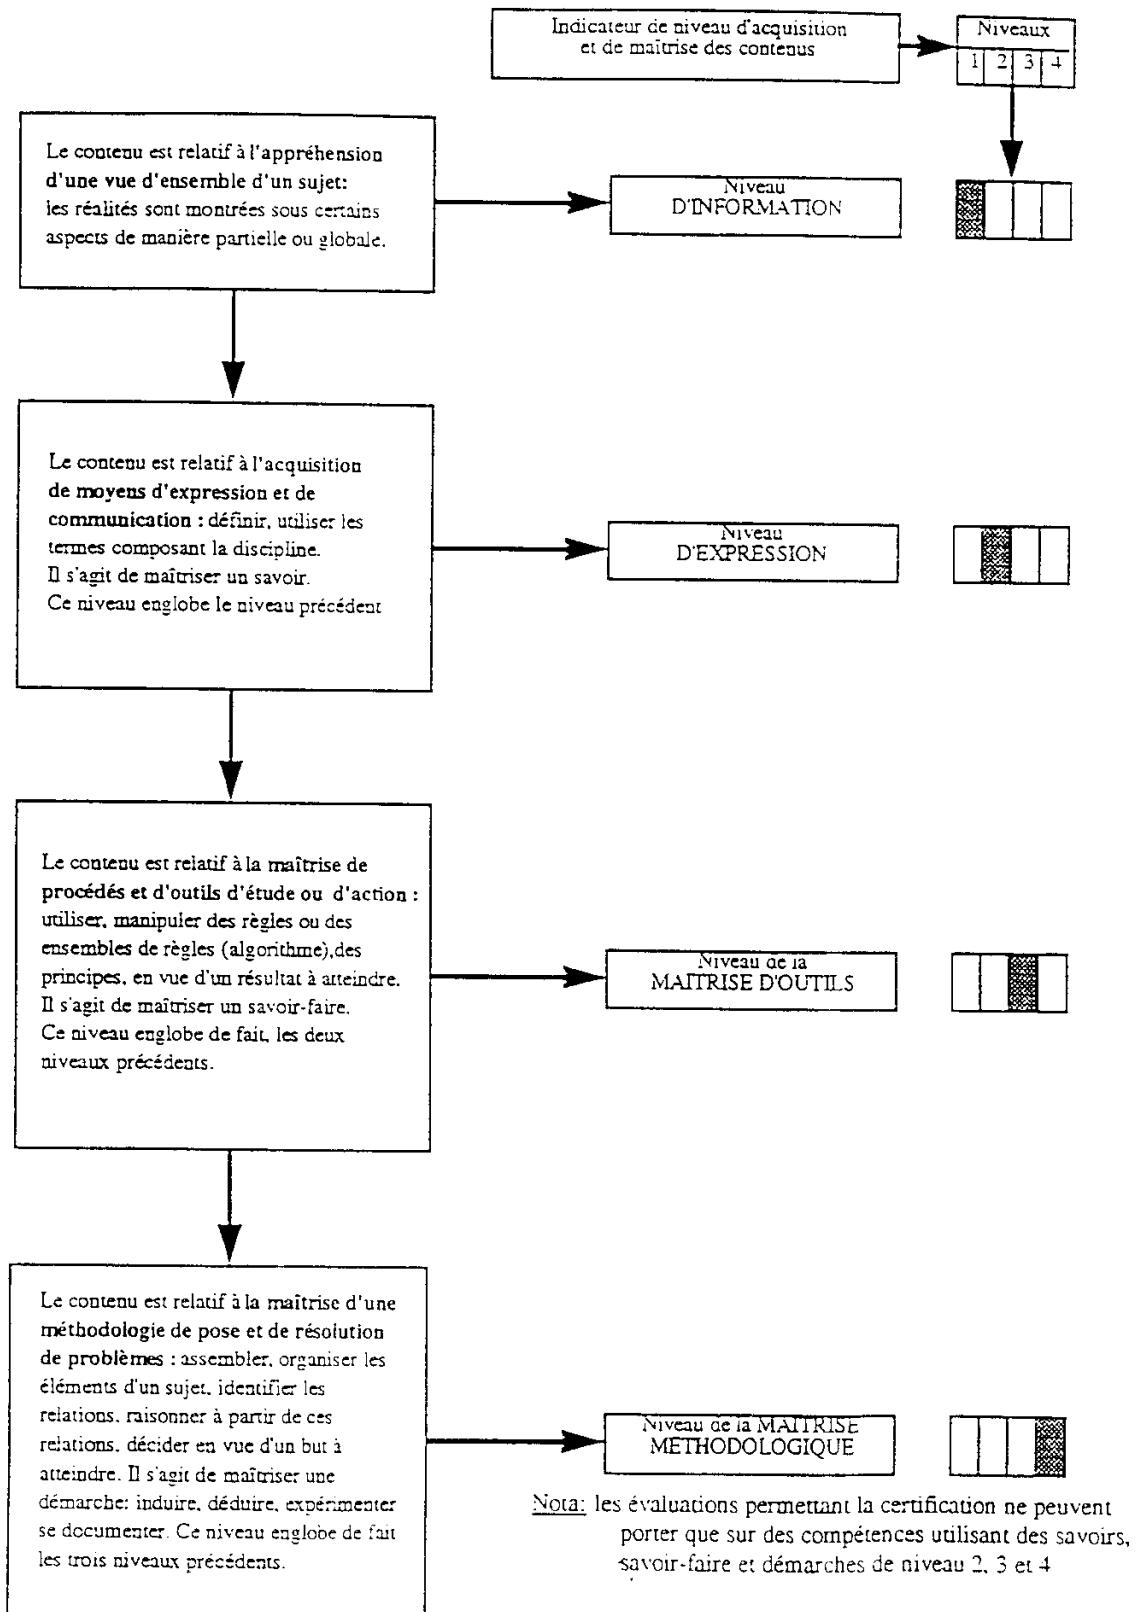 Indicateur de niveau d'acquisition
et de maîtrise des contenus
Niveaux
1 2 3 4
Le contenu est relatif à l'appréhension
d'une vue d'ensemble d'un sujet:
les réalités sont montrées sous certains
aspects de manière partielle ou globale.
Niveau
D'INFORMATION
Le contenu est relatif à l'acquisition
de moyens d'expression et de
communication : définir, utiliser les
termes composant la discipline.
Il s'agit de maîtriser un savoir.
Ce niveau englobe le niveau précédent
Niveau
D'EXPRESSION
Le contenu est relatif à la maîtrise de
procédés et d'outils d'étude ou d'action :
utiliser, manipuler des règles ou des
ensembles de règles (algorithme),des
principes, en vue d'un résultat à atteindre.
Il s'agit de maîtriser un savoir-faire.
Ce niveau englobe de fait, les deux
niveaux précédents.
Niveau de la
MAITRISE D'OUTILS
Le contenu est relatif à la maîtrise d'une
méthodologie de pose et de résolution
de problèmes : assembler, organiser les
éléments d'un sujet, identifier les
relations, raisonner à partir de ces
relations, décider en vue d'un but à
atteindre. Il s'agit de maîtriser une
démarche: induire, déduire, expérimenter
se documenter. Ce niveau englobe de fait
les trois niveaux précédents.
Niveau de la MAITRISE
METHODOLOGIQUE
Nota: les évaluations permettant la certification ne peuvent
porter que sur des compétences utilisant des savoirs,
savoir-faire et démarches de niveau 2, 3 et 4